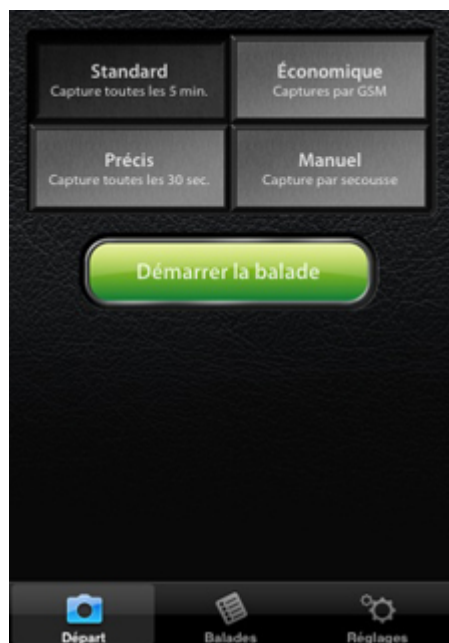 Standard
Capture toutes les 5 min.
Économique
Captures par GSM
Précis
Capture toutes les 30 sec.
Manuel
Capture par secousse
Démarrer la balade
Départ
Balades
Réglages